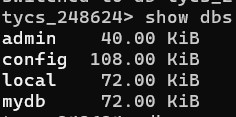 tycs_248624> show dbs
admin 40.00 KiB
config 108.00 KiB
local 72.00 KiB
mydb 72.00 KiB